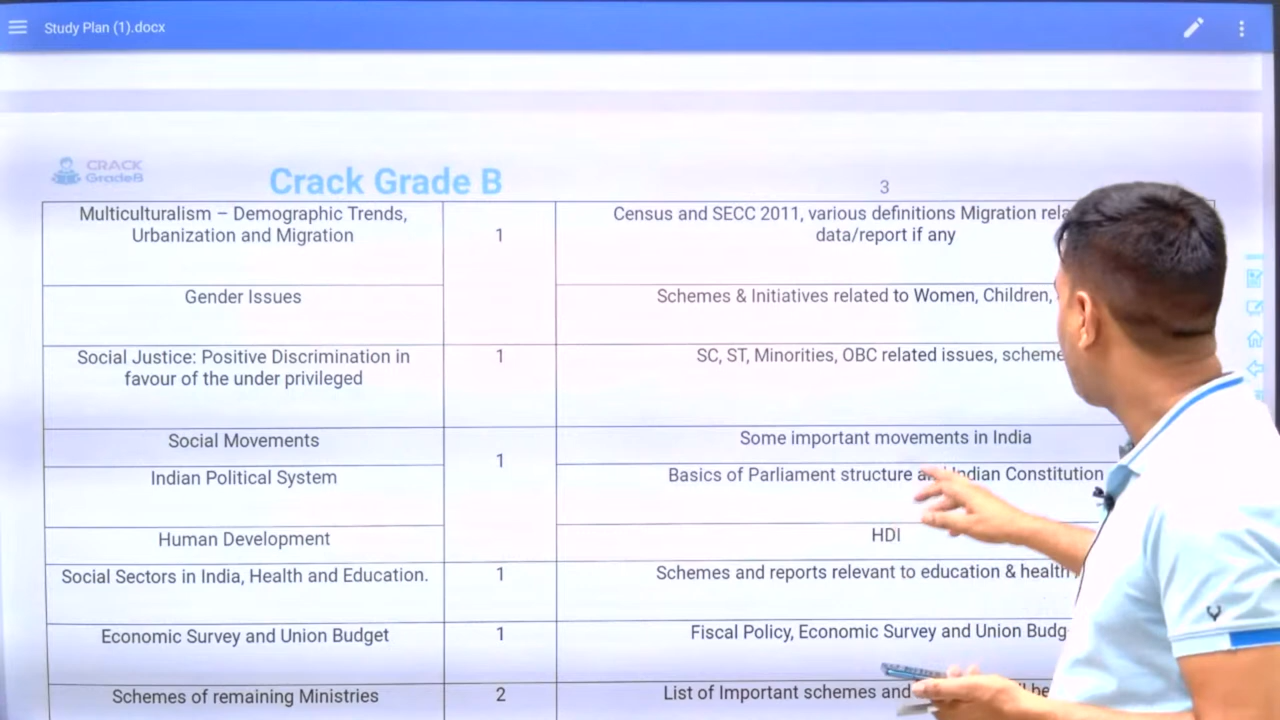 Study Plan (1).docx
CRACK
GradeB
Crack Grade B
3
Multiculturalism – Demographic Trends,
Urbanization and Migration
1
Census and SECC 2011, various definitions Migration
data/report if any
Gender Issues
Schemes & Initiatives related to Women, Children,
Social Justice: Positive Discrimination in
favour of the under privileged
1
SC, ST, Minorities, OBC related issues,
Social Movements
1
Some important movements in India
Indian Political System
Basics of Parliament structure and Indian Constitution
Human Development
HDI
Social Sectors in India, Health and Education.
1
Schemes and reports relevant to education & health
Economic Survey and Union Budget
1
Fiscal Policy, Economic Survey and Union
Schemes of remaining Ministries
2
List of Important schemes and